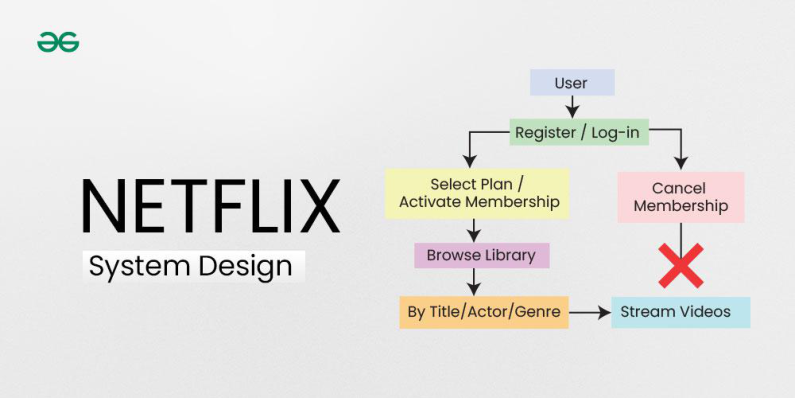 NETFLIX
System Design
User
Register / Log-in
Select Plan /
Activate Membership
Cancel
Membership
Browse Library
By Title/Actor/Genre
Stream Videos